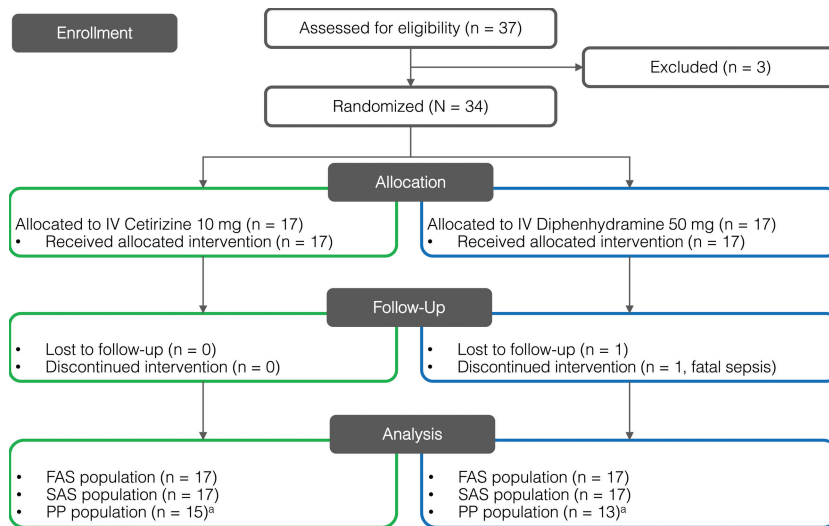 Enrollment
Assessed for eligibility (n = 37)
Excluded (n = 3)
Randomized (N = 34)
Allocation
Allocated to IV Cetirizine 10 mg (n = 17)
• Received allocated intervention (n = 17)
Allocated to IV Diphenhydramine 50 mg (n = 17)
• Received allocated intervention (n = 17)
Follow-Up
• Lost to follow-up (n = 0)
• Discontinued intervention (n = 0)
• Lost to follow-up (n = 1)
• Discontinued intervention (n = 1, fatal sepsis)
Analysis
• FAS population (n = 17)
• SAS population (n = 17)
• PP population (n = 15)ᵃ
• FAS population (n = 17)
• SAS population (n = 17)
• PP population (n = 13)ᵃ